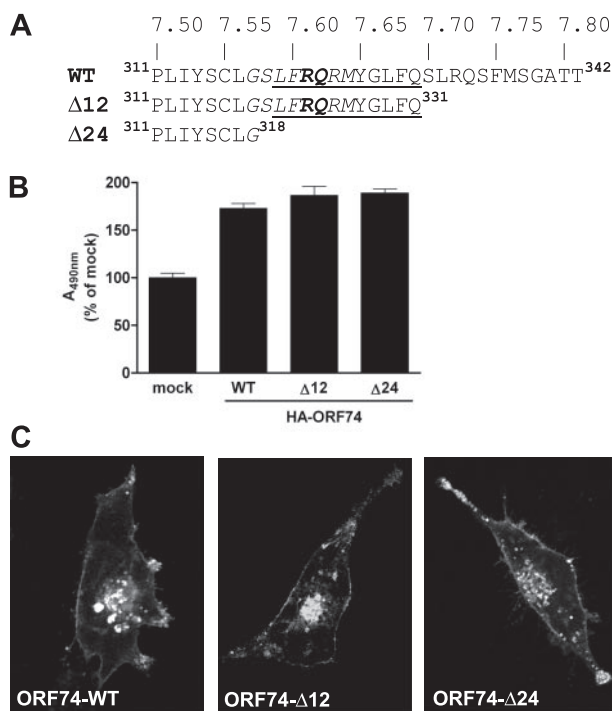 A
7.50 7.55 7.60 7.65 7.70 7.75 7.80
WT ³¹¹PLIYSCLGSLFRQRMYGLFQSLRQSFMSGATT³⁴²
Δ12 ³¹¹PLIYSCLGSLFRQRMYGLFQ³³¹
Δ24 ³¹¹PLIYSCLG³¹⁸
B
200
150
100
50
0
A490nm
(% of mock)
mock WT Δ12 Δ24
HA-ORF74
C
ORF74-WT ORF74-Δ12 ORF74-Δ24